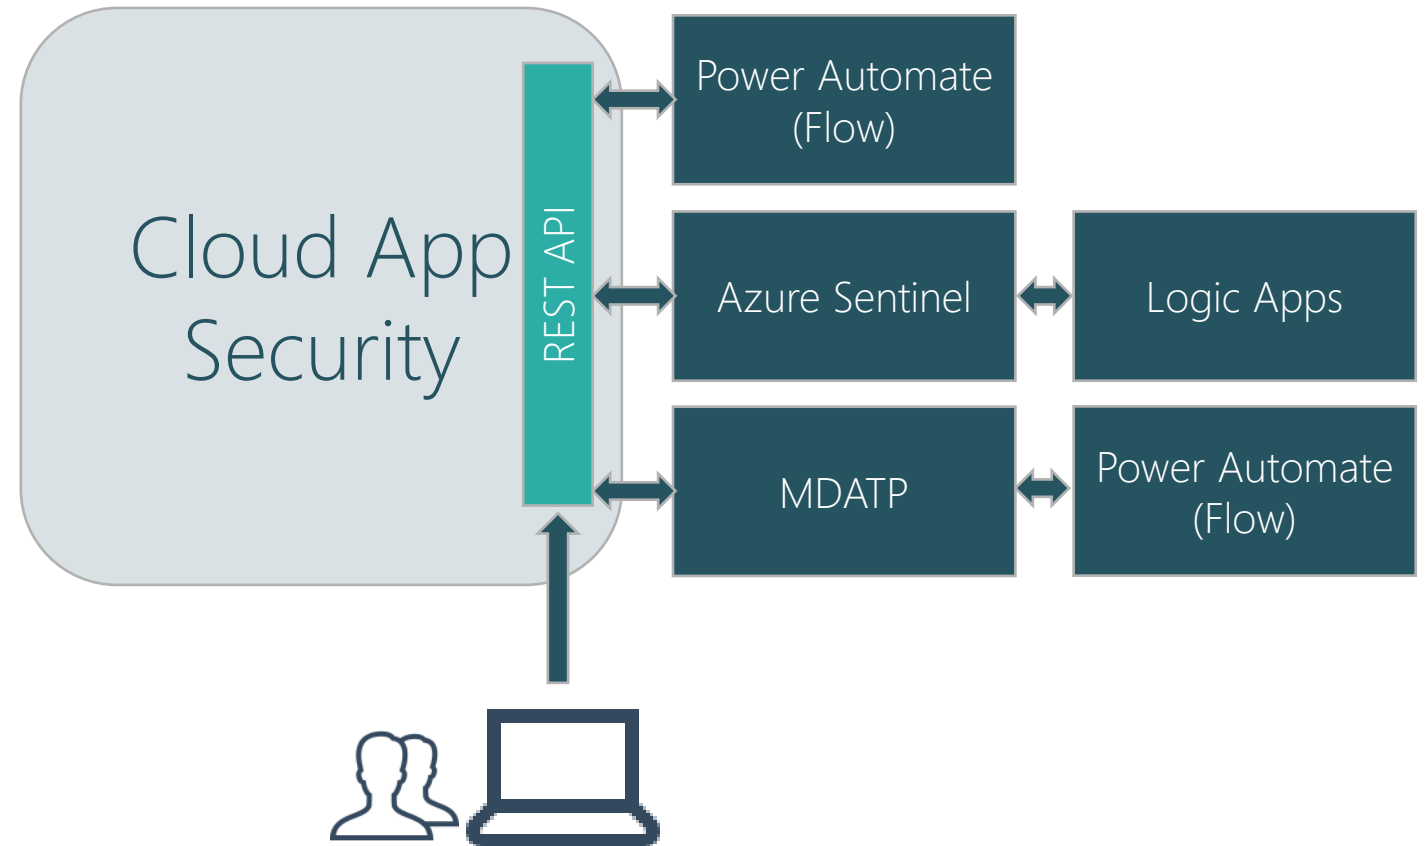 Cloud App
Security
REST API
Power Automate
(Flow)
Azure Sentinel
Logic Apps
MDATP
Power Automate
(Flow)